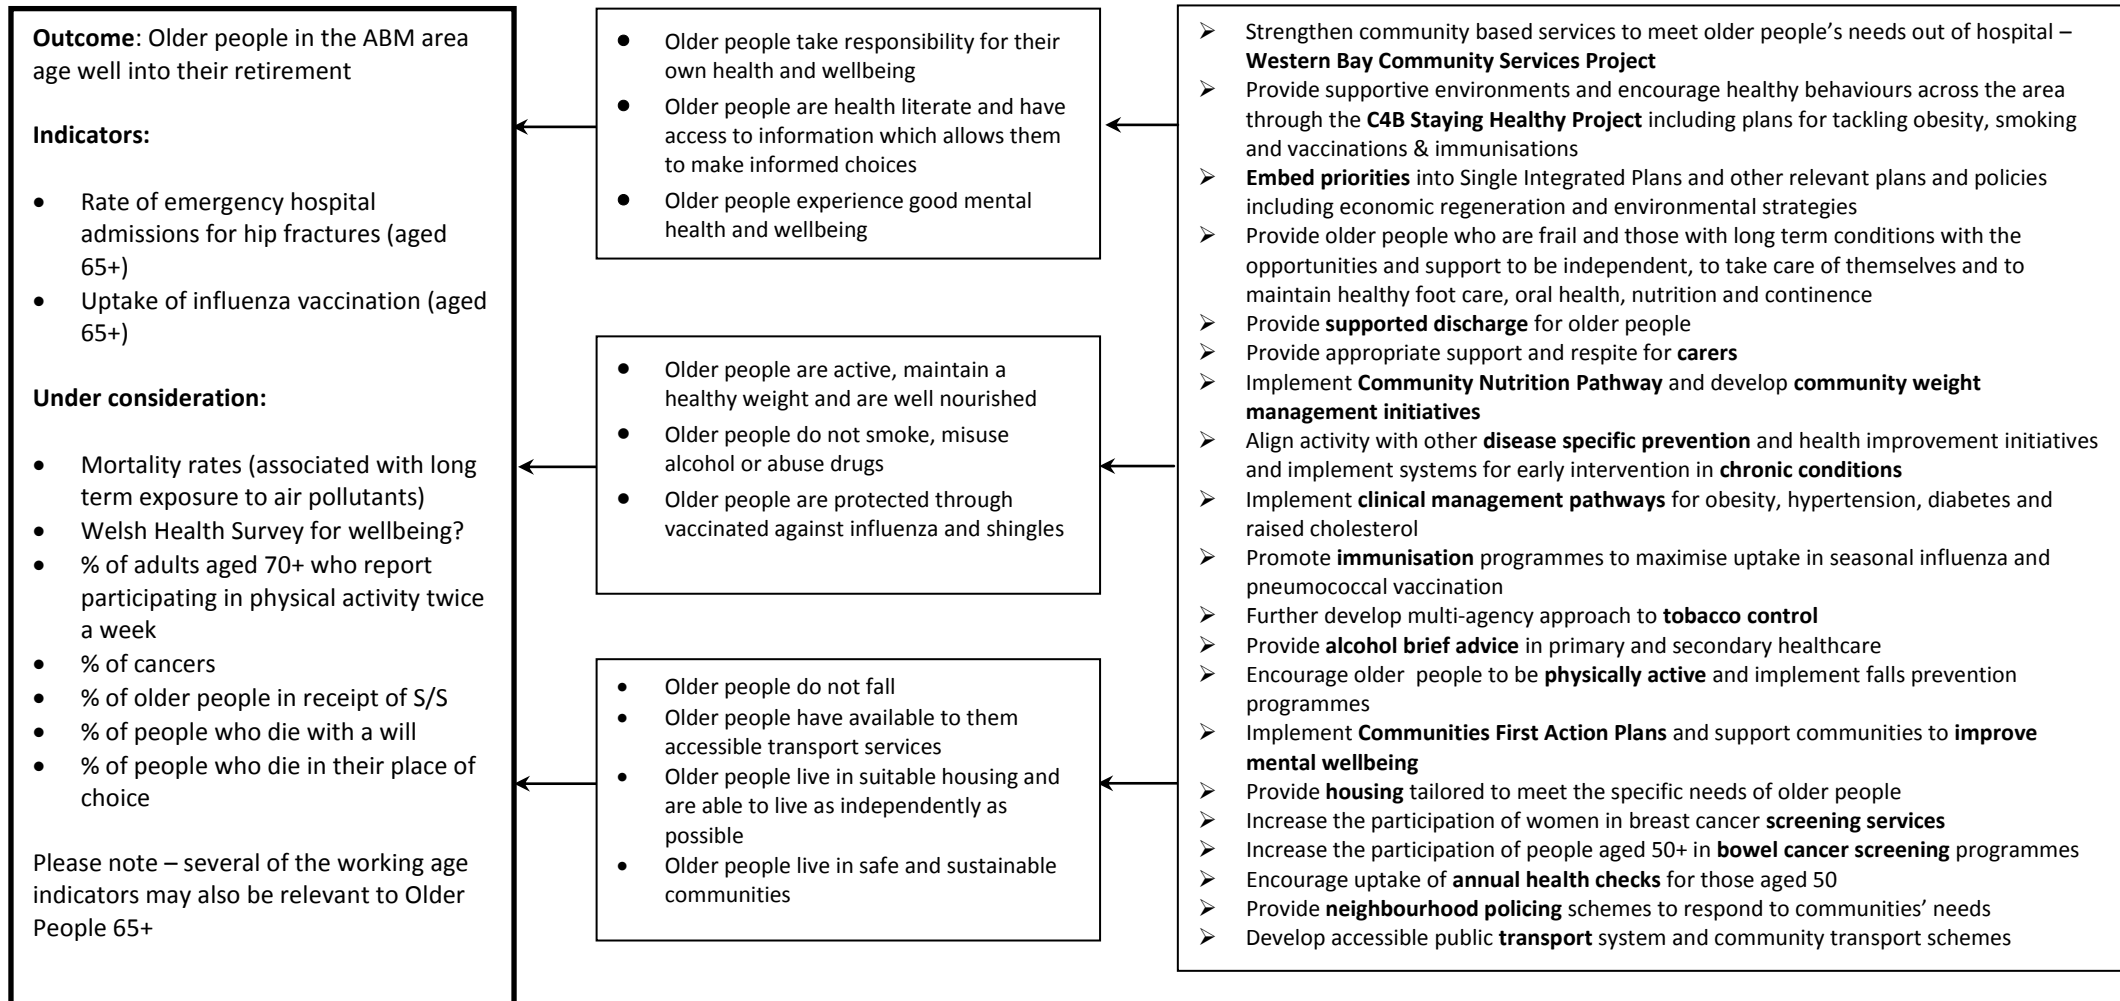 Outcome: Older people in the ABM area
age well into their retirement
Indicators:
• Rate of emergency hospital
admissions for hip fractures (aged
65+)
• Uptake of influenza vaccination (aged
65+)
Under consideration:
• Mortality rates (associated with long
term exposure to air pollutants)
• Welsh Health Survey for wellbeing?
• % of adults aged 70+ who report
participating in physical activity twice
a week
• % of cancers
• % of older people in receipt of S/S
• % of people who die with a will
• % of people who die in their place of
choice
Please note – several of the working age
indicators may also be relevant to Older
People 65+
• Older people take responsibility for their
own health and wellbeing
• Older people are health literate and have
access to information which allows them
to make informed choices
• Older people experience good mental
health and wellbeing
• Older people are active, maintain a
healthy weight and are well nourished
• Older people do not smoke, misuse
alcohol or abuse drugs
• Older people are protected through
vaccinated against influenza and shingles
• Older people do not fall
• Older people have available to them
accessible transport services
• Older people live in suitable housing and
are able to live as independently as
possible
• Older people live in safe and sustainable
communities
➢ Strengthen community based services to meet older people’s needs out of hospital –
Western Bay Community Services Project
➢ Provide supportive environments and encourage healthy behaviours across the area
through the C4B Staying Healthy Project including plans for tackling obesity, smoking
and vaccinations & immunisations
➢ Embed priorities into Single Integrated Plans and other relevant plans and policies
including economic regeneration and environmental strategies
➢ Provide older people who are frail and those with long term conditions with the
opportunities and support to be independent, to take care of themselves and to
maintain healthy foot care, oral health, nutrition and continence
➢ Provide supported discharge for older people
➢ Provide appropriate support and respite for carers
➢ Implement Community Nutrition Pathway and develop community weight
management initiatives
➢ Align activity with other disease specific prevention and health improvement initiatives
and implement systems for early intervention in chronic conditions
➢ Implement clinical management pathways for obesity, hypertension, diabetes and
raised cholesterol
➢ Promote immunisation programmes to maximise uptake in seasonal influenza and
pneumococcal vaccination
➢ Further develop multi-agency approach to tobacco control
➢ Provide alcohol brief advice in primary and secondary healthcare
➢ Encourage older people to be physically active and implement falls prevention
programmes
➢ Implement Communities First Action Plans and support communities to improve
mental wellbeing
➢ Provide housing tailored to meet the specific needs of older people
➢ Increase the participation of women in breast cancer screening services
➢ Increase the participation of people aged 50+ in bowel cancer screening programmes
➢ Encourage uptake of annual health checks for those aged 50
➢ Provide neighbourhood policing schemes to respond to communities’ needs
➢ Develop accessible public transport system and community transport schemes